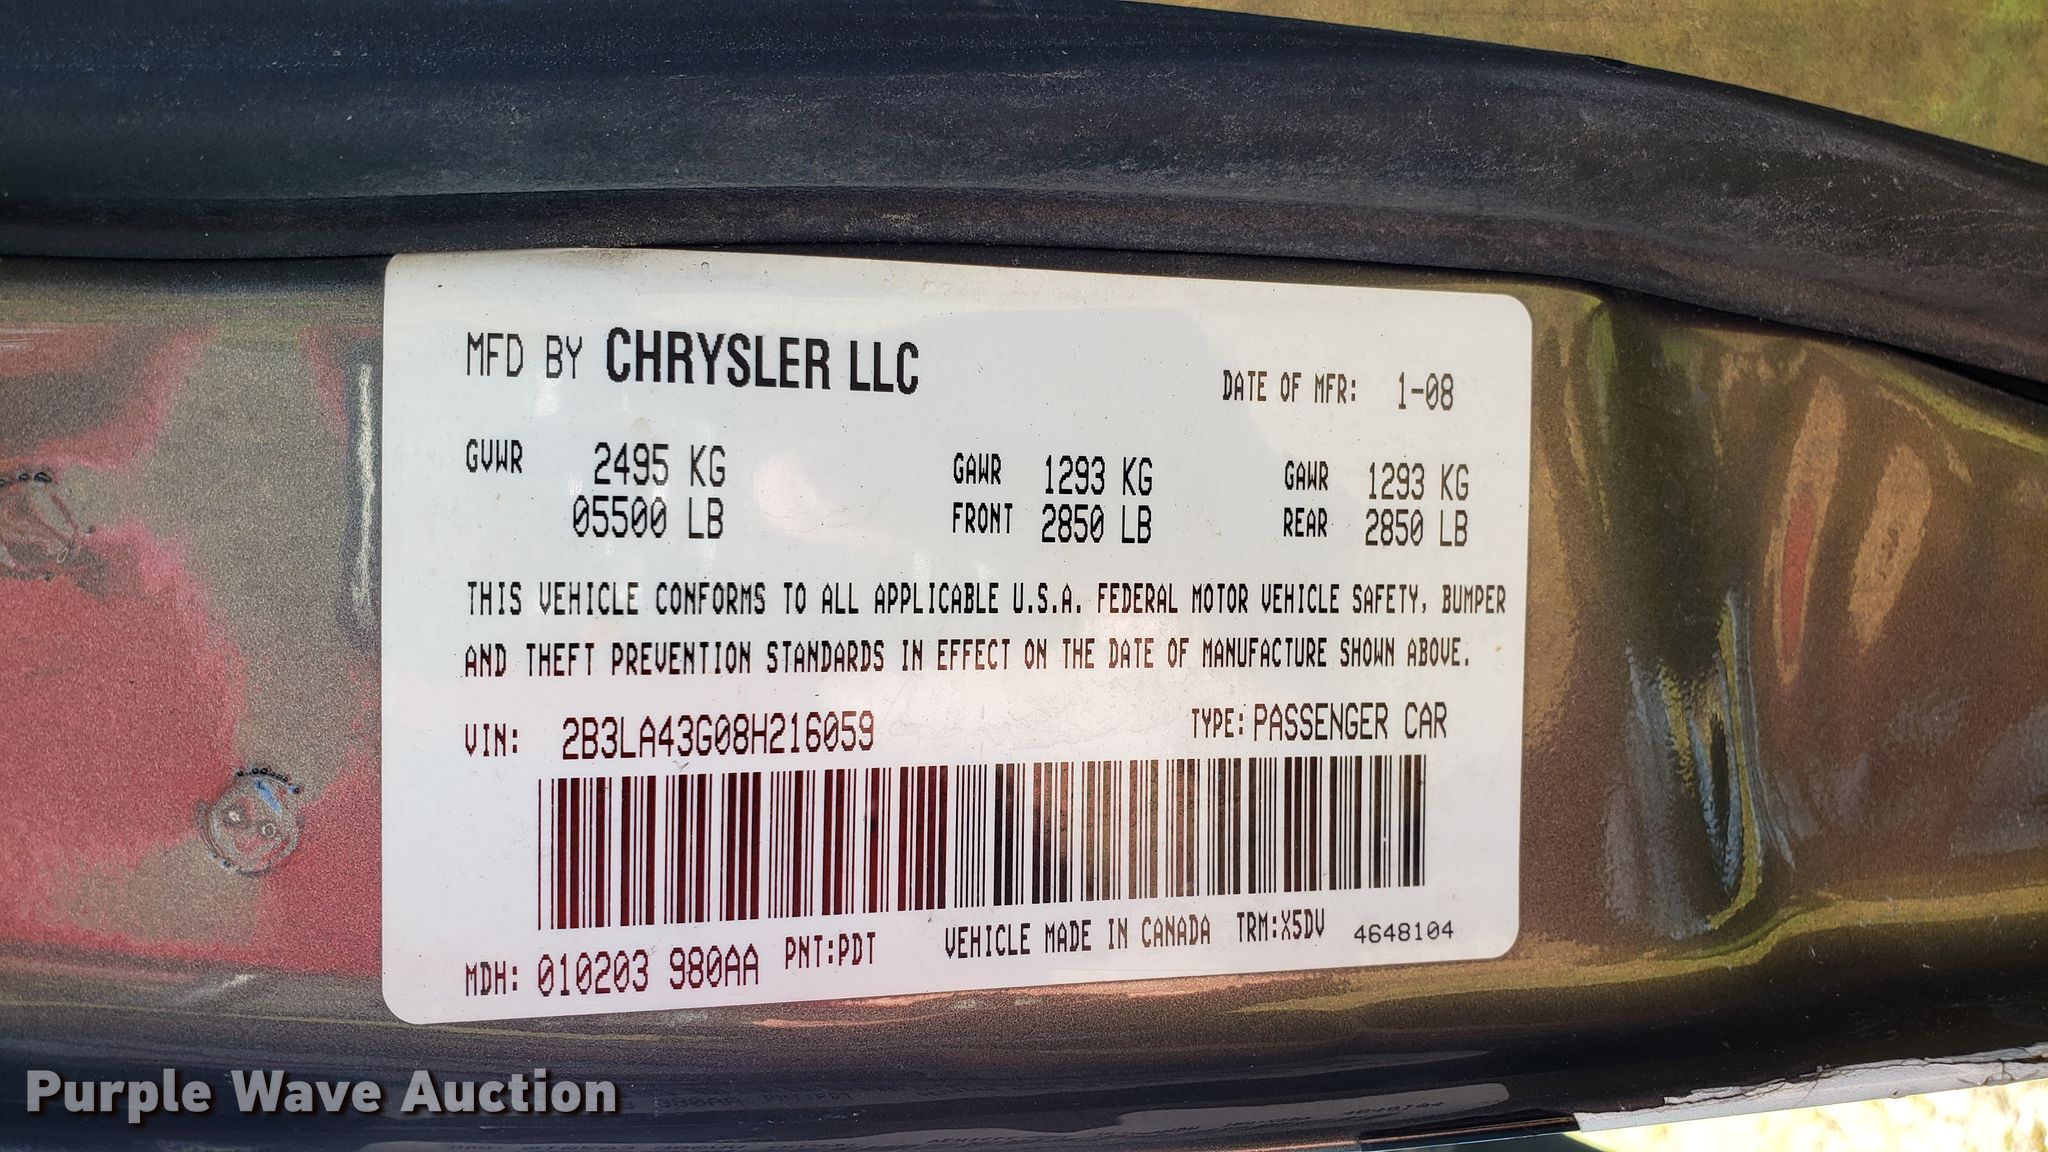 MFD BY CHRYSLER LLC
DATE OF MFR: 1-08
GVWR 2495 KG GAWR 1293 KG GAWR 1293 KG
05500 LB FRONT 2850 LB REAR 2850 LB
THIS VEHICLE CONFORMS TO ALL APPLICABLE U.S.A. FEDERAL MOTOR VEHICLE SAFETY, BUMPER
AND THEFT PREVENTION STANDARDS IN EFFECT ON THE DATE OF MANUFACTURE SHOWN ABOVE.
VIN: 2B3LA43G08H216059 TYPE: PASSENGER CAR
MDH: 010203 980AA PNT:PDT VEHICLE MADE IN CANADA TRM:X5DV 4648104
Purple Wave Auction